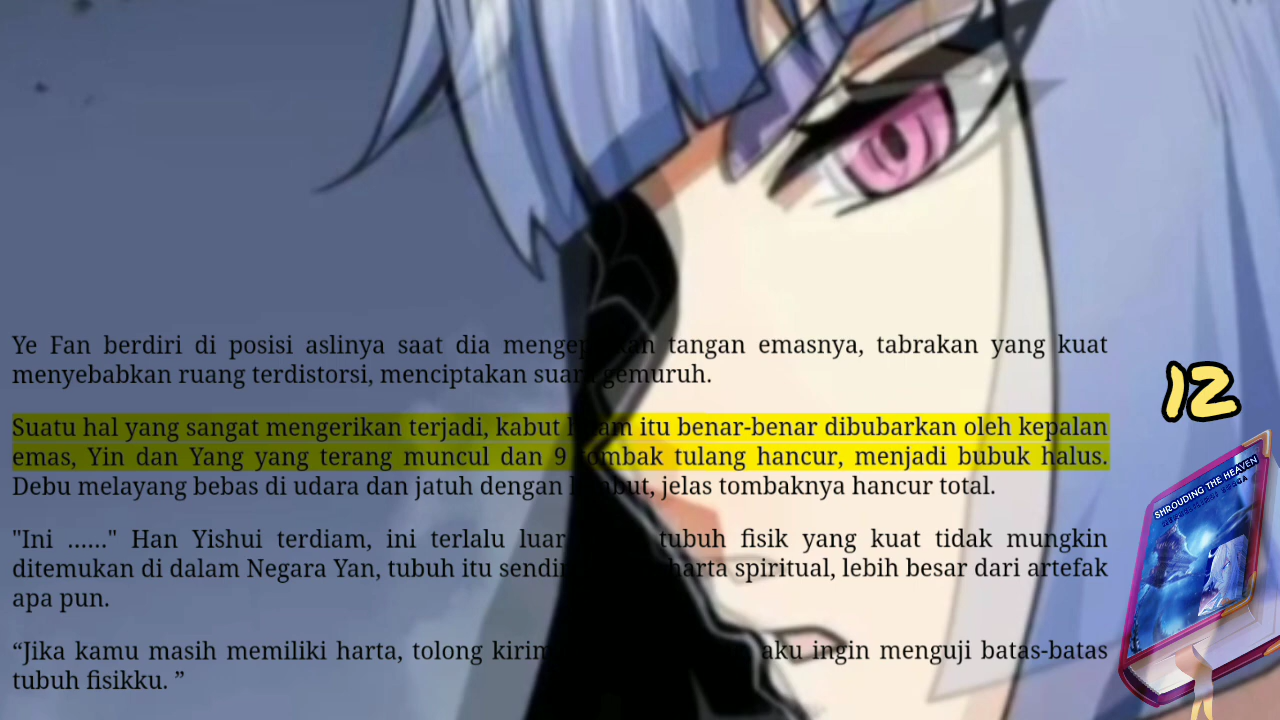 Ye Fan berdiri di posisi aslinya saat dia tangan emasnya, tabrakan yang kuat
menyebabkan ruang terdistorsi, menciptakan suara gemuruh.
Suatu hal yang sangat mengerikan terjadi, kabut itu benar-benar dibubarkan oleh kepalan
emas, Yin dan Yang yang terang muncul dan 9 tombak tulang hancur, menjadi bubuk halus.
Debu melayang bebas di udara dan jatuh dengan lembut, jelas tombaknya hancur total.
"Ini ……" Han Yishui terdiam, ini terlalu luar tubuh fisik yang kuat tidak mungkin
ditemukan di dalam Negara Yan, tubuh itu harta spiritual, lebih besar dari artefak
apa pun.
“Jika kamu masih memiliki harta, tolong aku ingin menguji batas-batas
tubuh fisikku. ”
12
SHROUDING THE HEAVEN